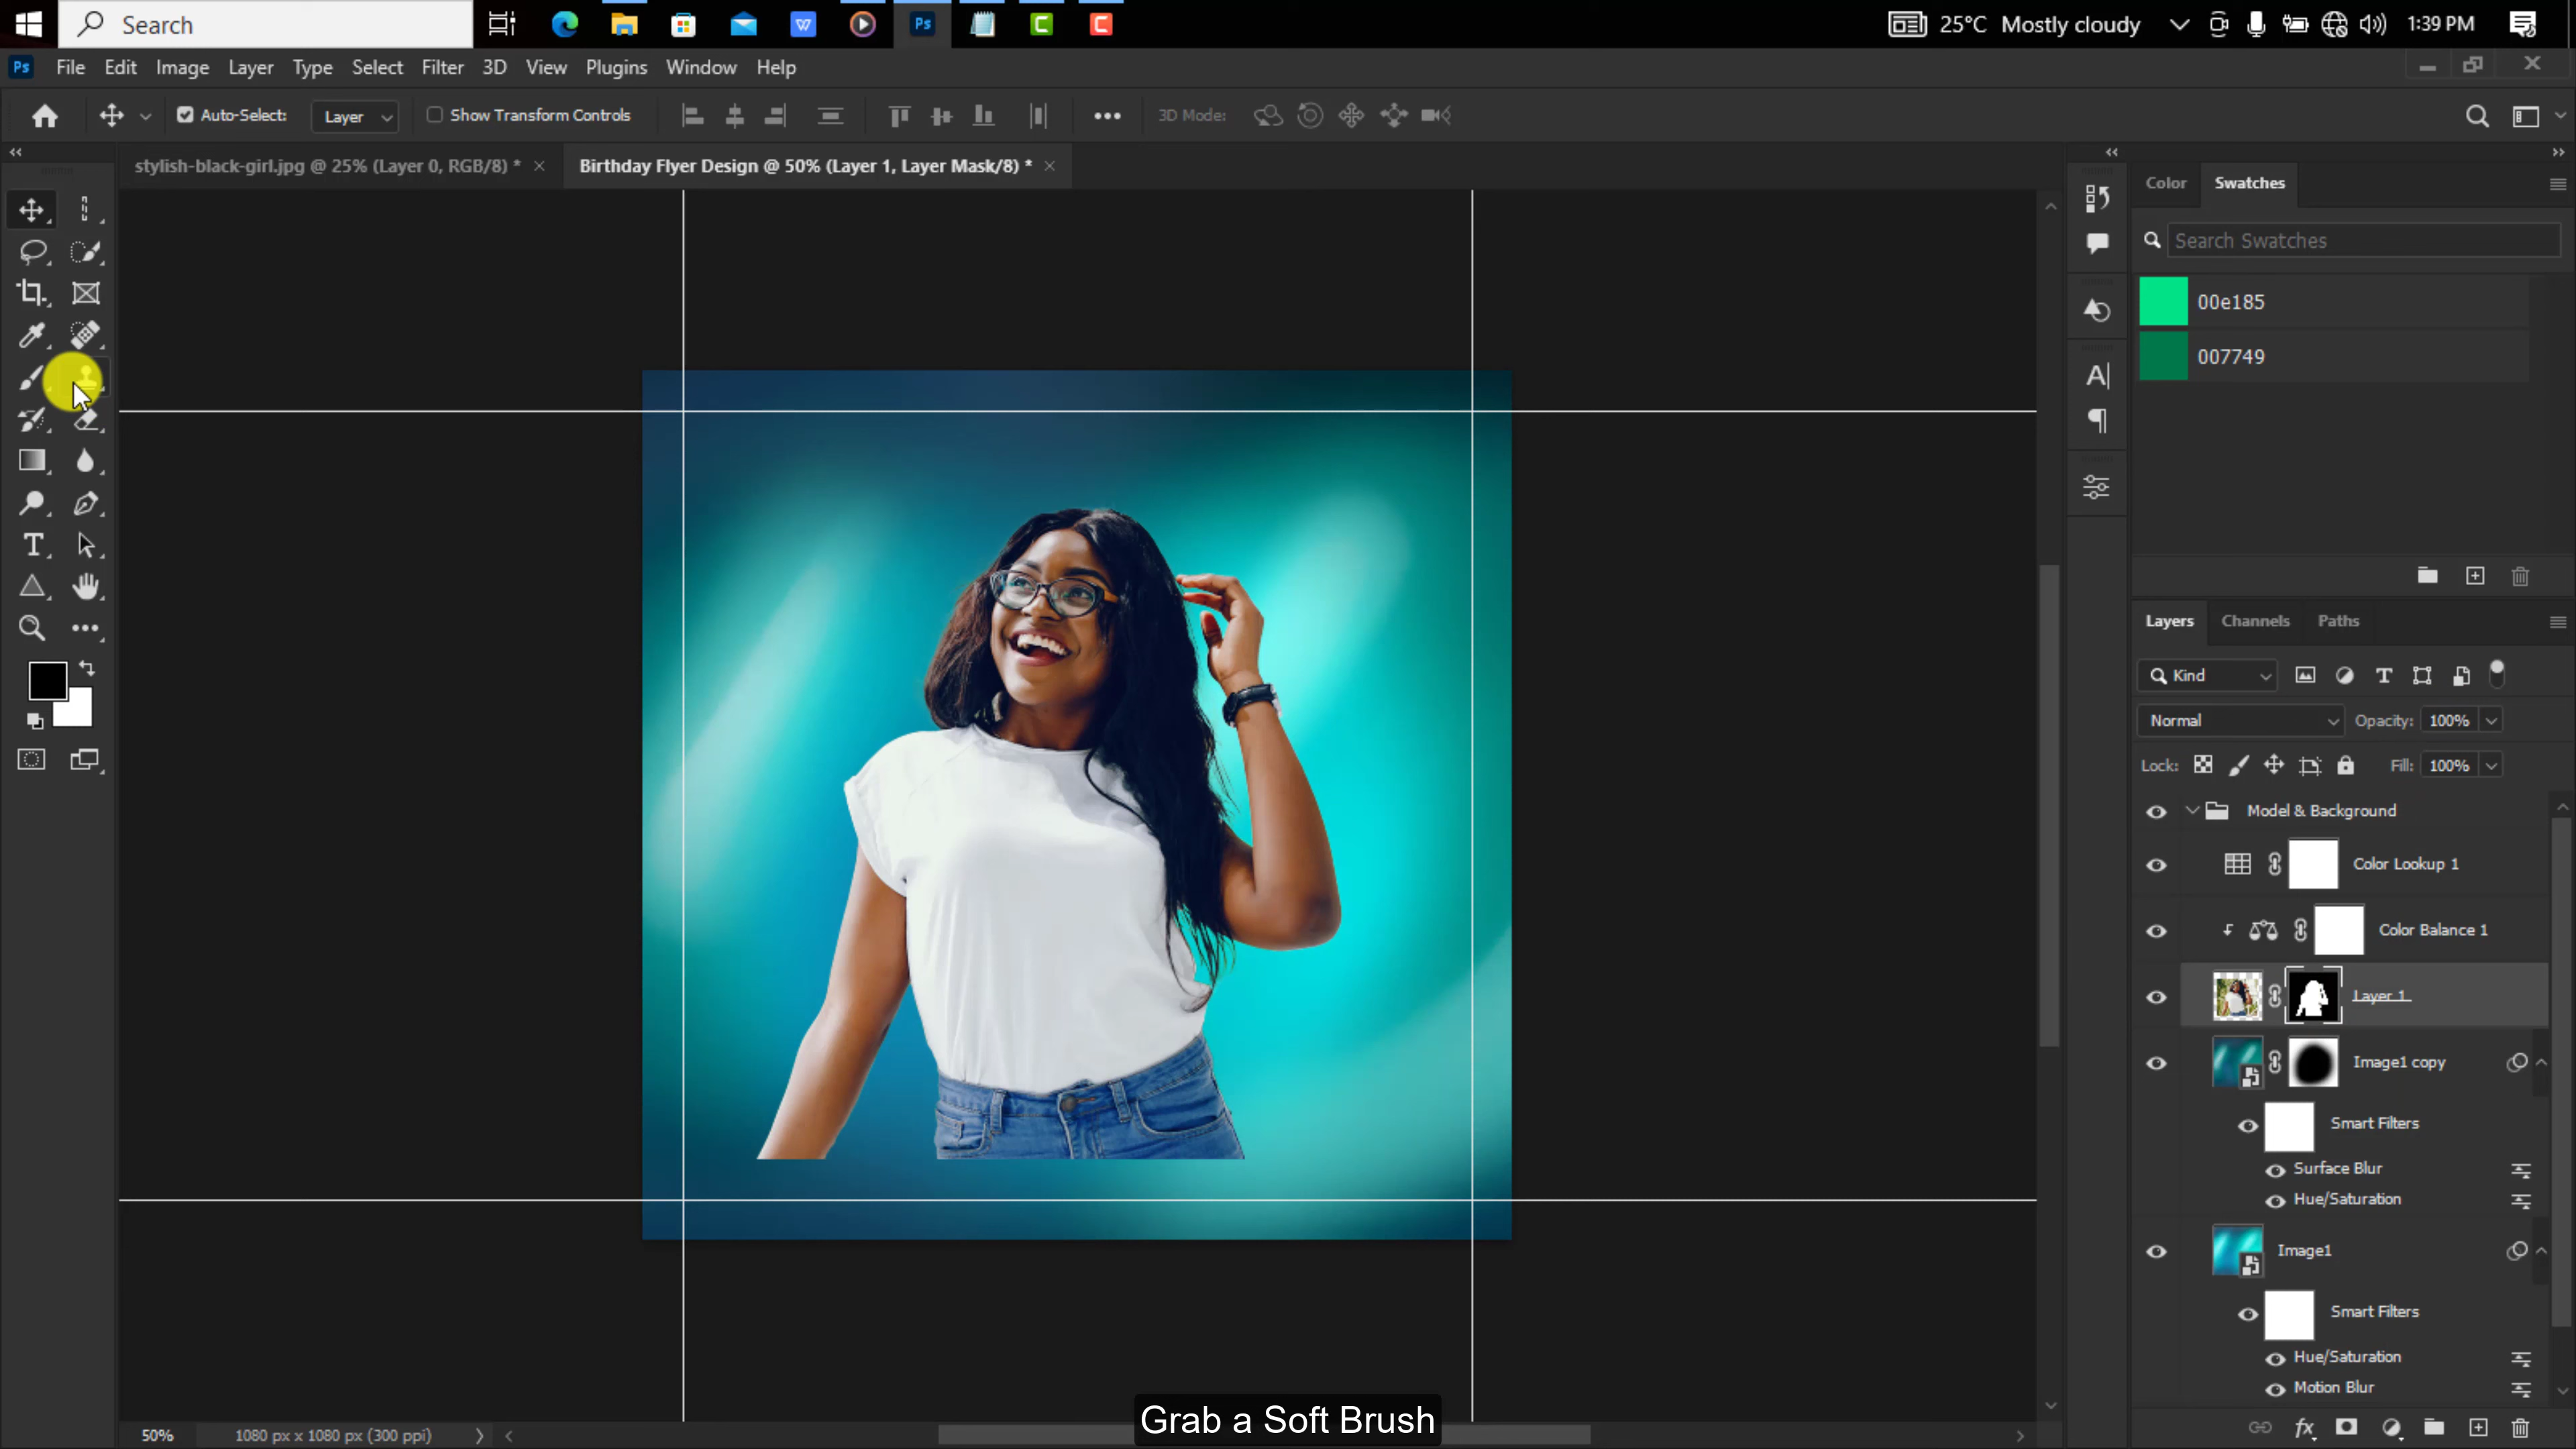 Search
25°C Mostly cloudy
1:39 PM
Ps File Edit Image Layer Type Select Filter 3D View Plugins Window Help
Auto-Select: Layer Show Transform Controls 3D Mode:
stylish-black-girl.jpg @ 25% (Layer 0, RGB/8) *
Birthday Flyer Design @ 50% (Layer 1, Layer Mask/8) *
Color Swatches
Search Swatches
00e185
007749
Layers Channels Paths
Kind
Normal Opacity: 100%
Lock: Fill: 100%
Model & Background
Color Lookup 1
Color Balance 1
Layer 1
Image1 copy
Smart Filters
Surface Blur
Hue/Saturation
Image1
Smart Filters
Hue/Saturation
Motion Blur
50% 1080 px x 1080 px (300 ppi)
Grab a Soft Brush